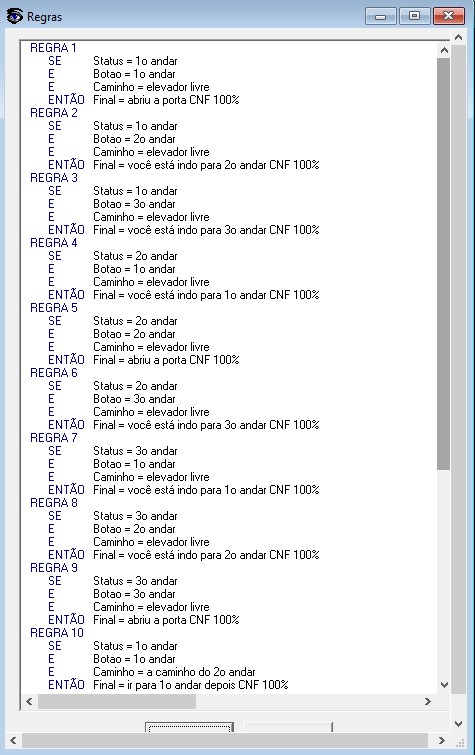 Regras
REGRA 1
SE Status = 1o andar
E Botao = 1o andar
E Caminho = elevador livre
ENTÃO Final = abriu a porta CNF 100%
REGRA 2
SE Status = 1o andar
E Botao = 2o andar
E Caminho = elevador livre
ENTÃO Final = você está indo para 2o andar CNF 100%
REGRA 3
SE Status = 1o andar
E Botao = 3o andar
E Caminho = elevador livre
ENTÃO Final = você está indo para 3o andar CNF 100%
REGRA 4
SE Status = 2o andar
E Botao = 1o andar
E Caminho = elevador livre
ENTÃO Final = você está indo para 1o andar CNF 100%
REGRA 5
SE Status = 2o andar
E Botao = 2o andar
E Caminho = elevador livre
ENTÃO Final = abriu a porta CNF 100%
REGRA 6
SE Status = 2o andar
E Botao = 3o andar
E Caminho = elevador livre
ENTÃO Final = você está indo para 3o andar CNF 100%
REGRA 7
SE Status = 3o andar
E Botao = 1o andar
E Caminho = elevador livre
ENTÃO Final = você está indo para 1o andar CNF 100%
REGRA 8
SE Status = 3o andar
E Botao = 2o andar
E Caminho = elevador livre
ENTÃO Final = você está indo para 2o andar CNF 100%
REGRA 9
SE Status = 3o andar
E Botao = 3o andar
E Caminho = elevador livre
ENTÃO Final = abriu a porta CNF 100%
REGRA 10
SE Status = 1o andar
E Botao = 1o andar
E Caminho = a caminho do 2o andar
ENTÃO Final = ir para 1o andar depois CNF 100%